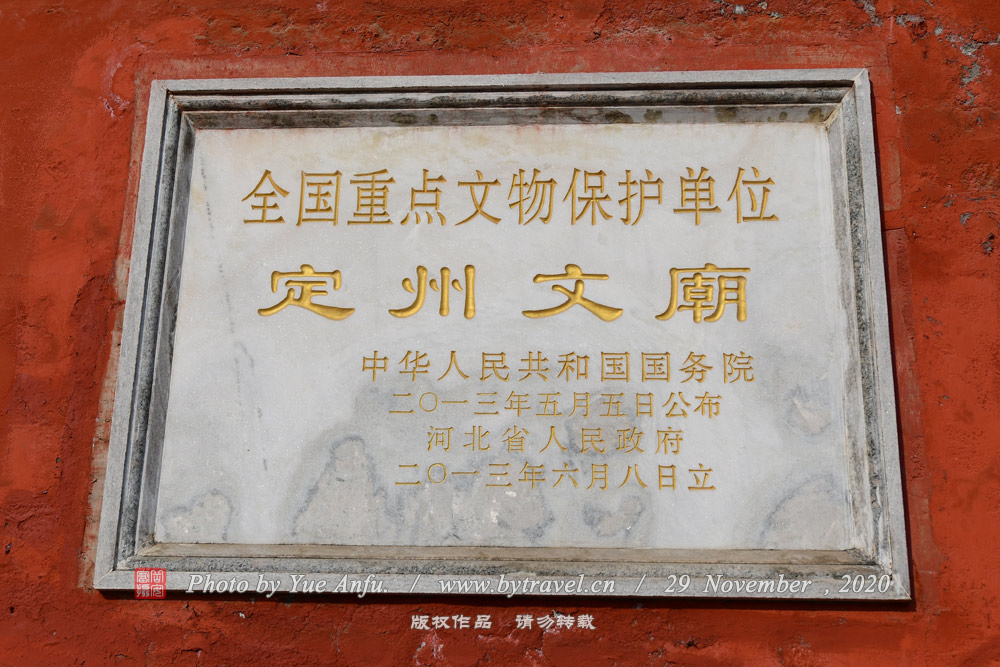 全国重点文物保护单位
定州文廟
中华人民共和国国务院
二〇一三年五月五日公布
河北省人民政府
二〇一三年六月八日立
Photo by Yue Anfu. / www.bytravel.cn / 29 November , 2020
版权作品 请勿转载